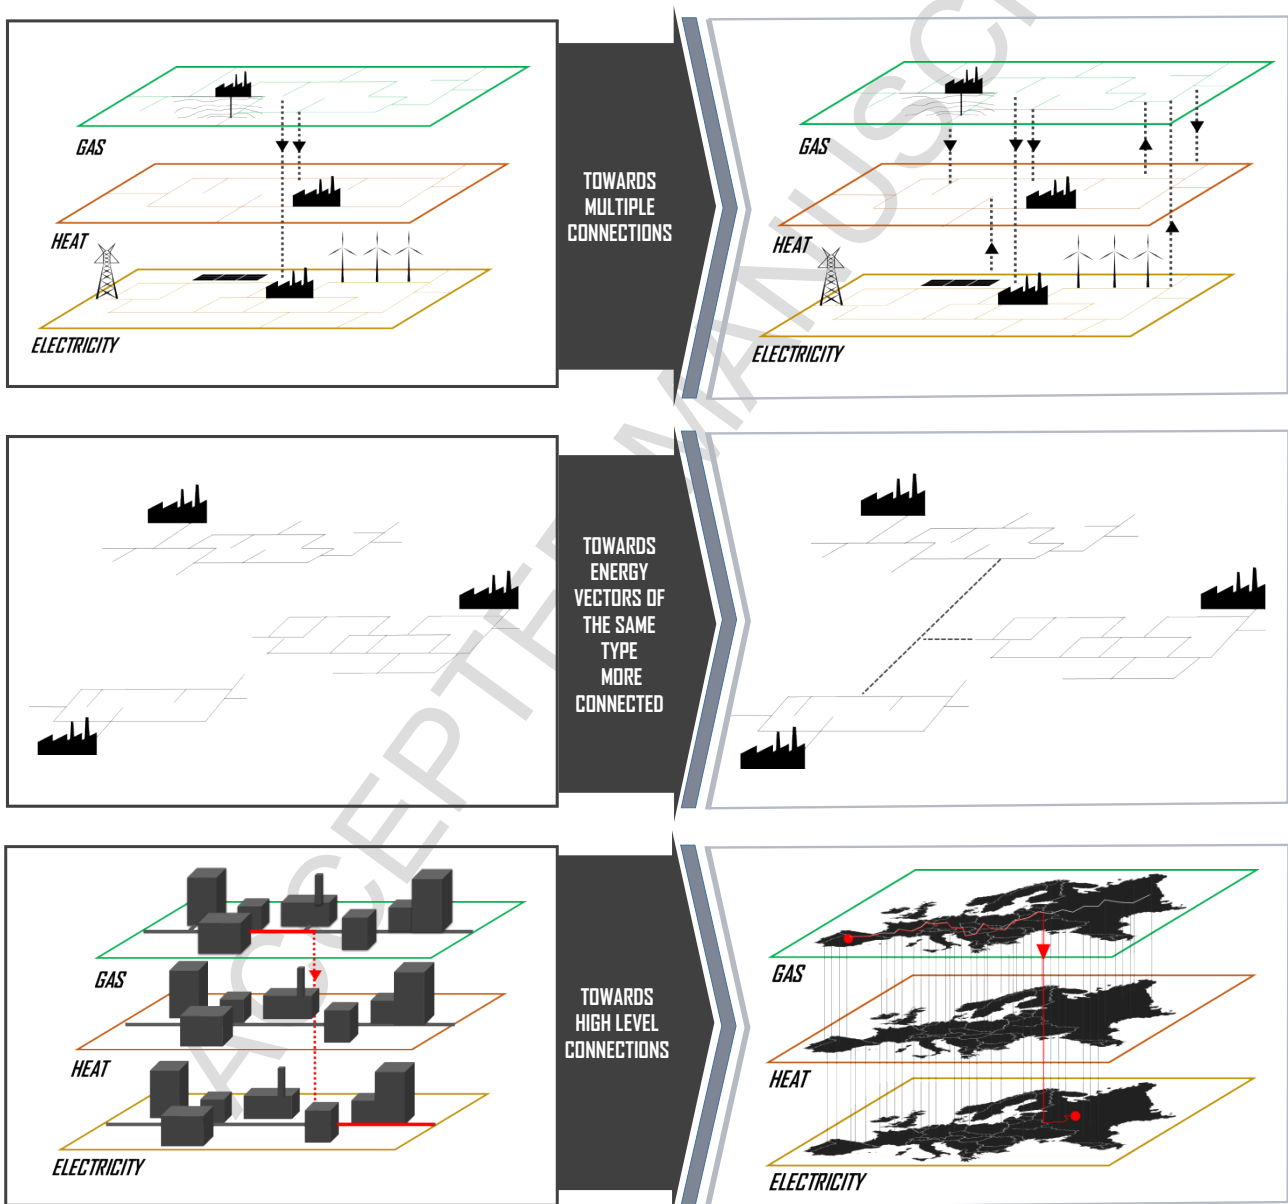 GAS
HEAT
ELECTRICITY
TOWARDS
MULTIPLE
CONNECTIONS
GAS
HEAT
ELECTRICITY
TOWARDS
ENERGY
VECTORS OF
THE SAME
TYPE
MORE
CONNECTED
GAS
HEAT
ELECTRICITY
TOWARDS
HIGH LEVEL
CONNECTIONS
GAS
HEAT
ELECTRICITY
ACCEPTED MANUSCRI